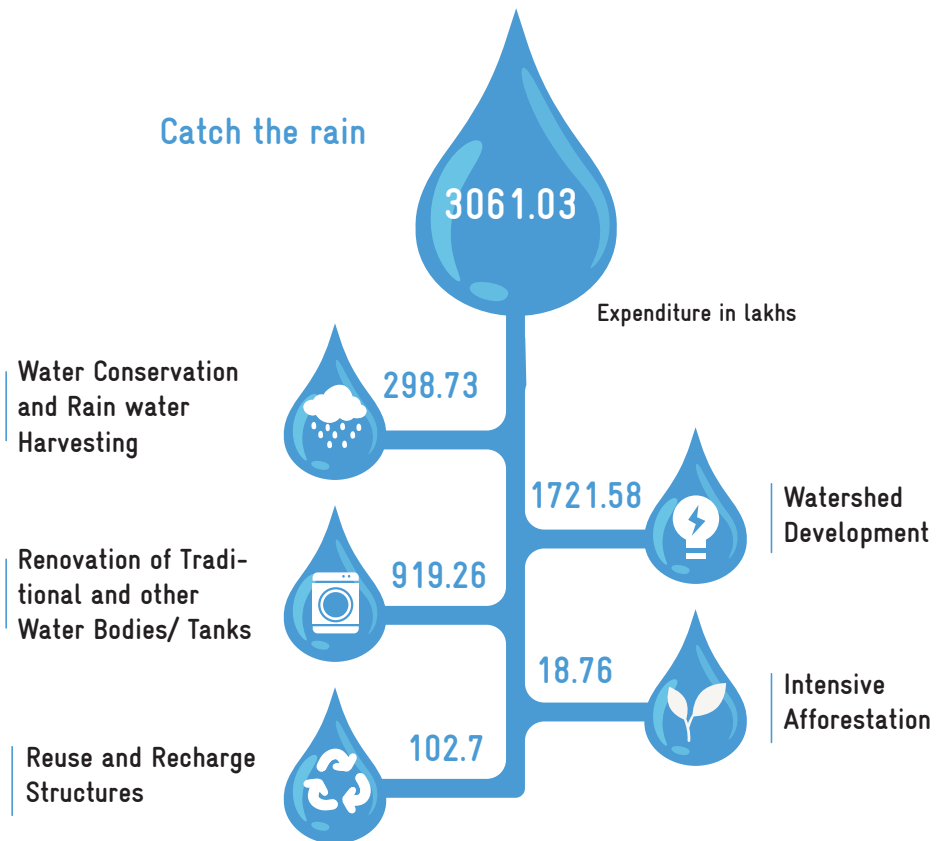 Catch the rain
3061.03
Expenditure in lakhs
Water Conservation
and Rain water
Harvesting
298.73
1721.58
Watershed
Development
Renovation of Tradi-
tional and other
Water Bodies/ Tanks
919.26
18.76
Intensive
Afforestation
Reuse and Recharge
Structures
102.7